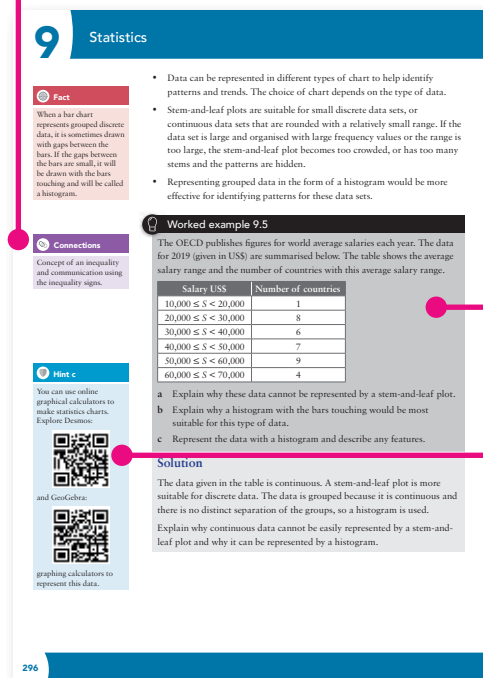 9
Statistics
Fact
When a bar chart
represents grouped discrete
data, it is sometimes drawn
with gaps between the
bars. If the gaps between
the bars are small, it will
be drawn with the bars
touching and will be called
a histogram.
Connections
Concept of an inequality
and communication using
the inequality signs.
Hint c
You can use online
graphical calculators to
make statistics charts.
Explore Desmos:
and GeoGebra:
graphing calculators to
represent this data.
• Data can be represented in different types of chart to help identify
patterns and trends. The choice of chart depends on the type of data.
• Stem-and-leaf plots are suitable for small discrete data sets, or
continuous data sets that are rounded with a relatively small range. If the
data set is large and organised with large frequency values or the range is
too large, the stem-and-leaf plot becomes too crowded, or has too many
stems and the patterns are hidden.
• Representing grouped data in the form of a histogram would be more
effective for identifying patterns for these data sets.
Worked example 9.5
The OECD publishes figures for world average salaries each year. The data
for 2019 (given in US$) are summarised below. The table shows the average
salary range and the number of countries with this average salary range.
Salary US$ Number of countries
10,000 ≤ S < 20,000 1
20,000 ≤ S < 30,000 8
30,000 ≤ S < 40,000 6
40,000 ≤ S < 50,000 7
50,000 ≤ S < 60,000 9
60,000 ≤ S < 70,000 4
a Explain why these data cannot be represented by a stem-and-leaf plot.
b Explain why a histogram with the bars touching would be most
suitable for this type of data.
c Represent the data with a histogram and describe any features.
Solution
The data given in the table is continuous. A stem-and-leaf plot is more
suitable for discrete data. The data is grouped because it is continuous and
there is no distinct separation of the groups, so a histogram is used.
Explain why continuous data cannot be easily represented by a stem-and-
leaf plot and why it can be represented by a histogram.
296